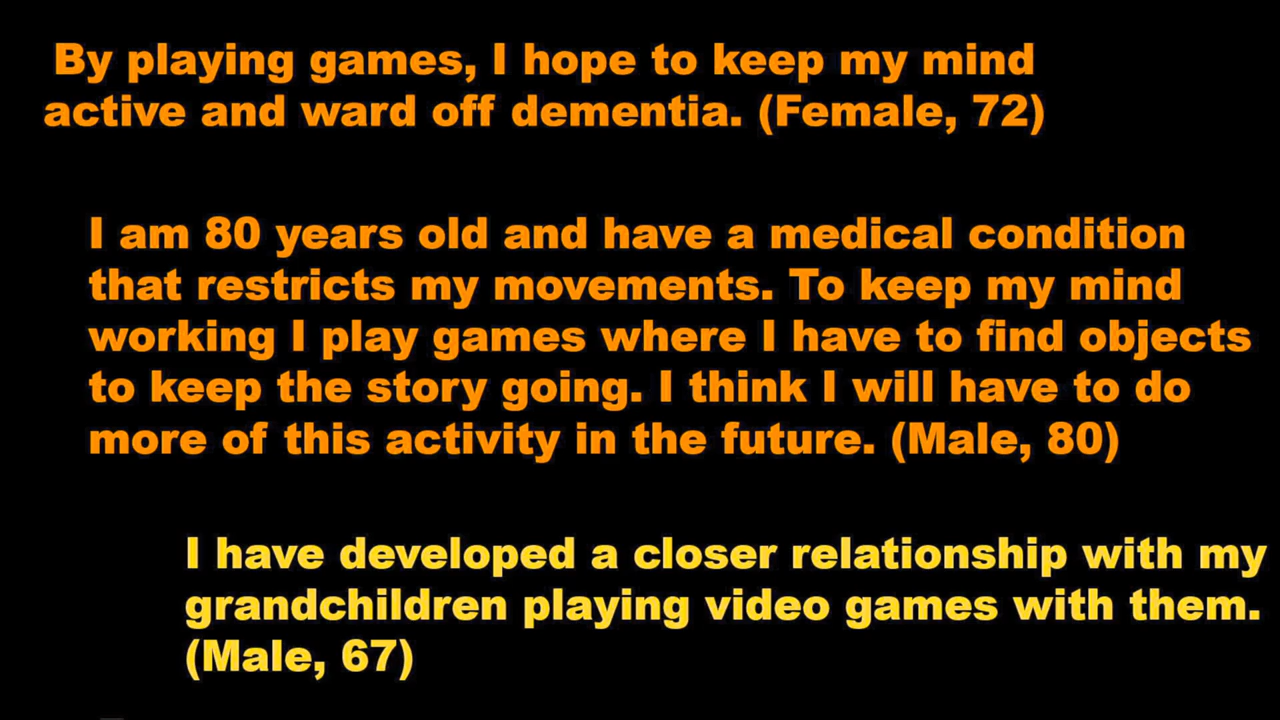 By playing games, I hope to keep my mind
active and ward off dementia. (Female, 72)
I am 80 years old and have a medical condition
that restricts my movements. To keep my mind
working I play games where I have to find objects
to keep the story going. I think I will have to do
more of this activity in the future. (Male, 80)
I have developed a closer relationship with my
grandchildren playing video games with them.
(Male, 67)